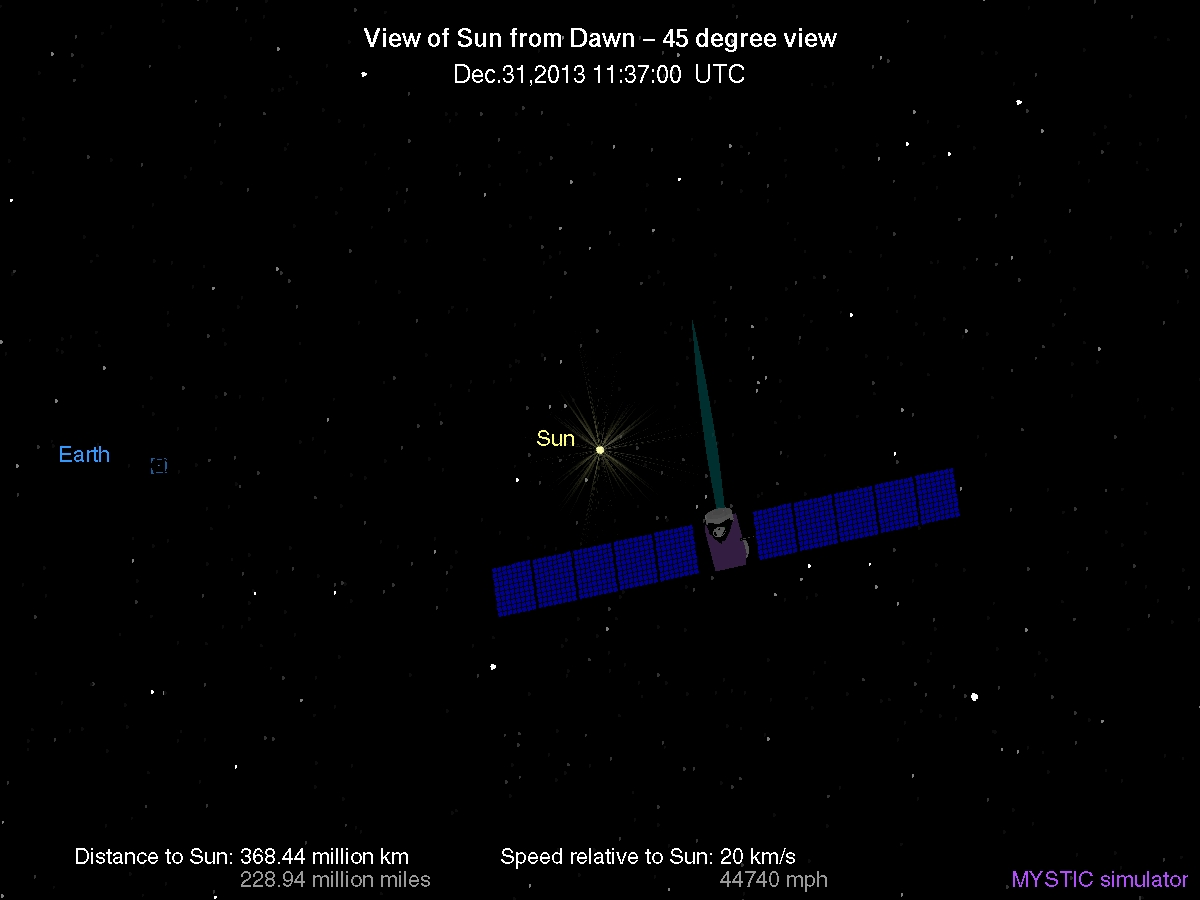 View of Sun from Dawn – 45 degree view
Dec.31,2013 11:37:00 UTC
Sun
Earth
Distance to Sun: 368.44 million km
228.94 million miles
Speed relative to Sun: 20 km/s
44740 mph
MYSTIC simulator